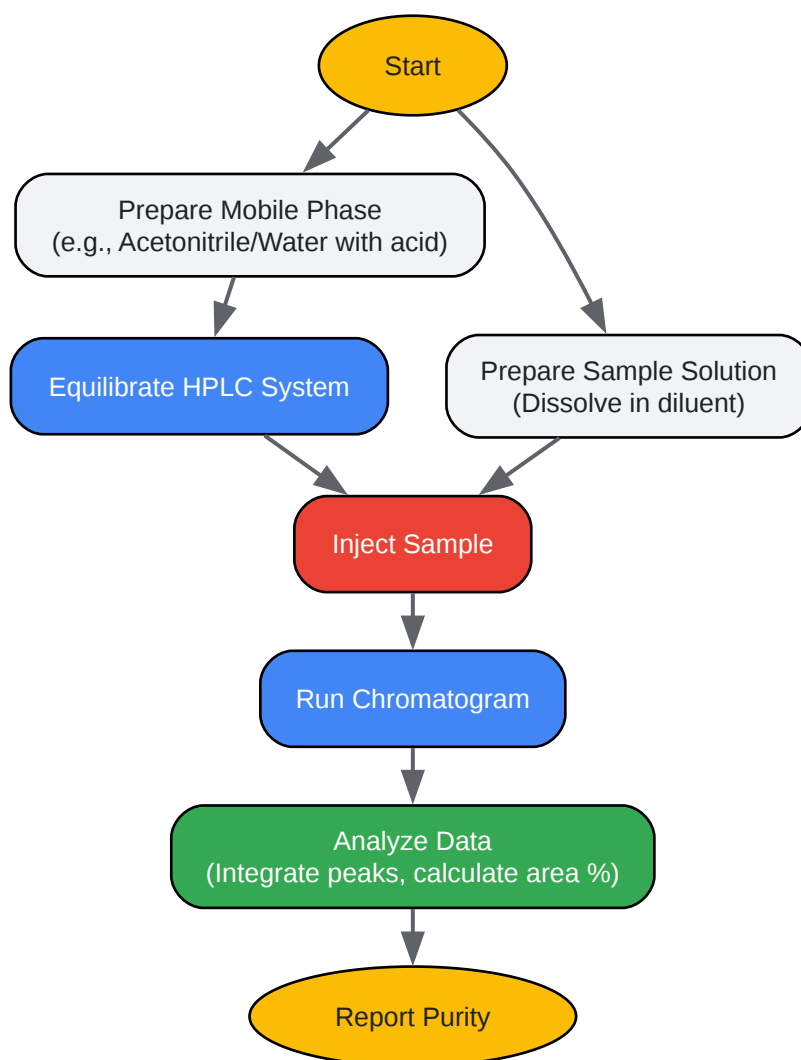 Start
Prepare Mobile Phase
(e.g., Acetonitrile/Water with acid)
Equilibrate HPLC System
Prepare Sample Solution
(Dissolve in diluent)
Inject Sample
Run Chromatogram
Analyze Data
(Integrate peaks, calculate area %)
Report Purity